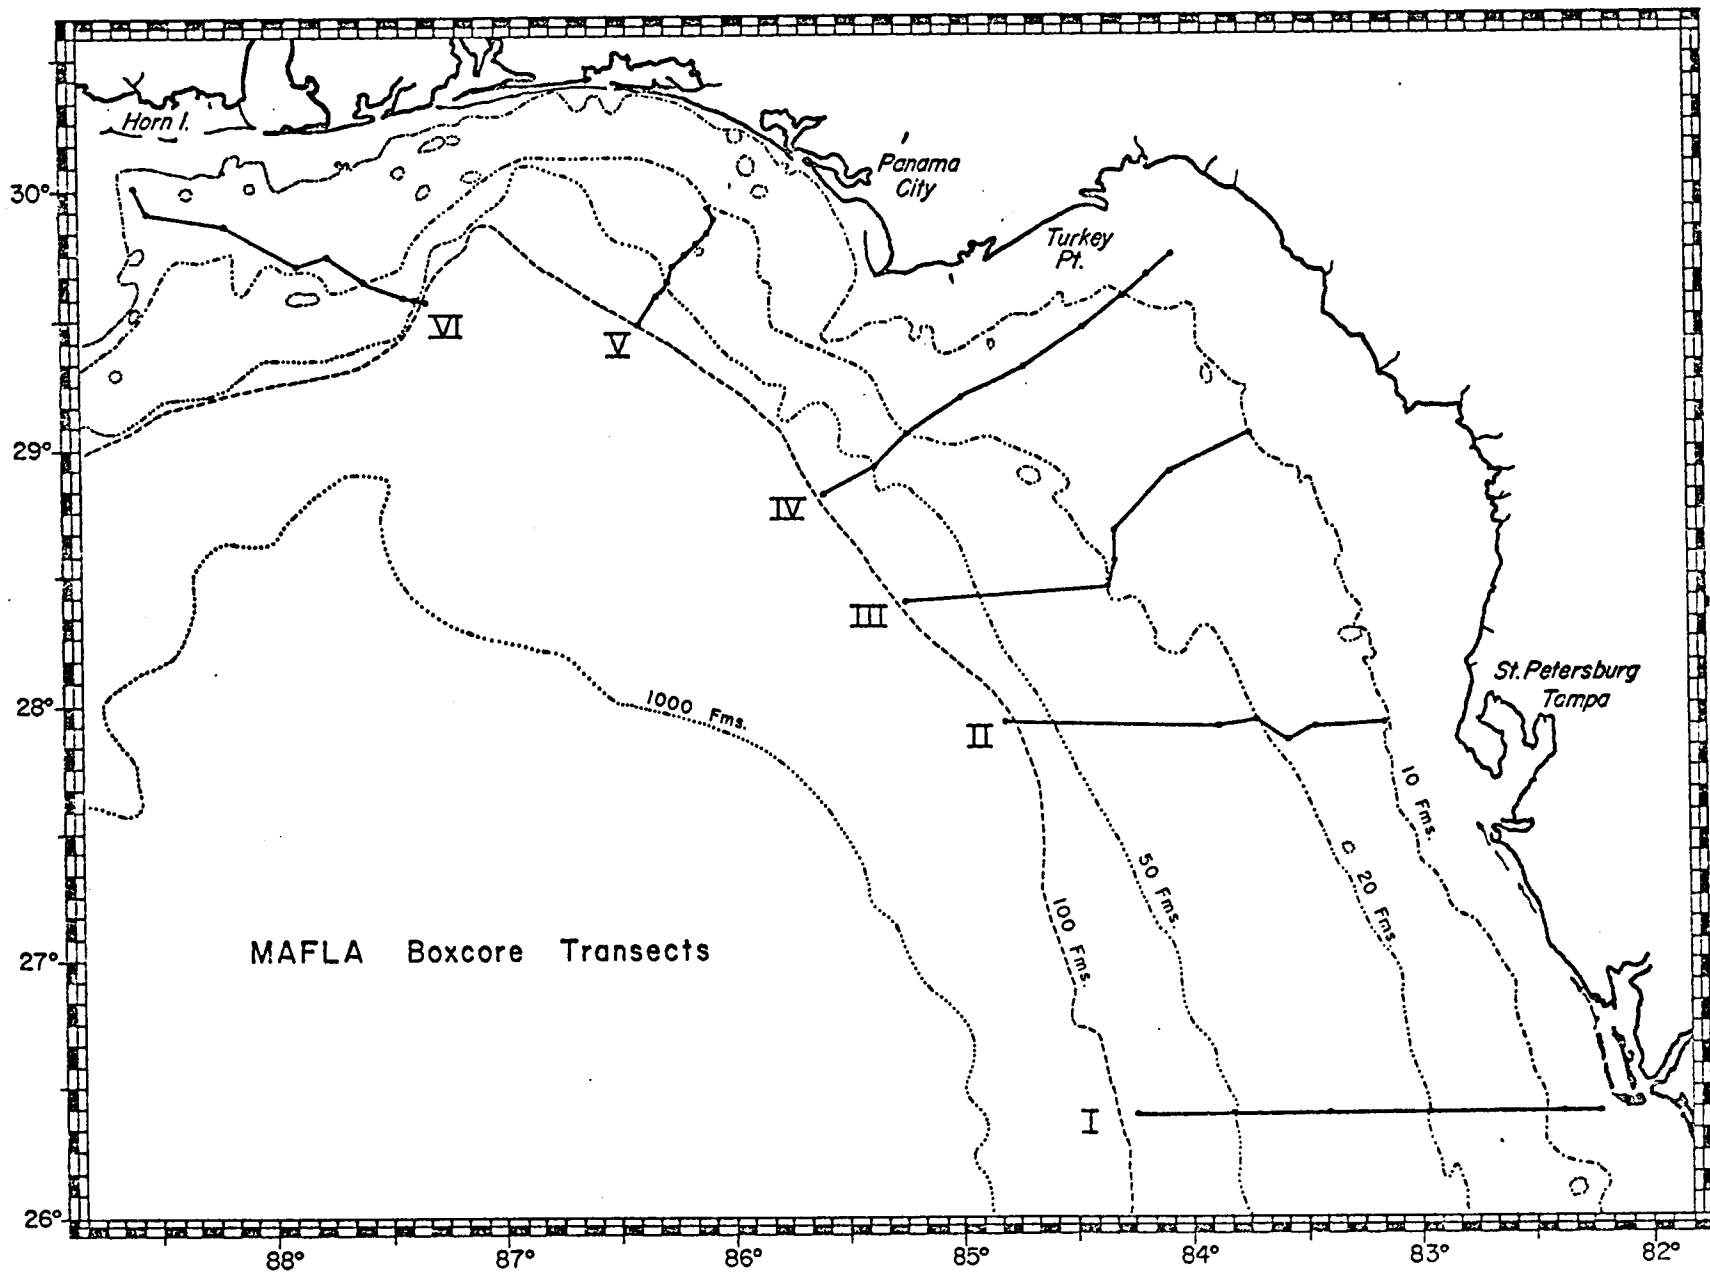 Horn I.
Panama
City
Turkey
Pt.
30°
VI
V
29°
IV
III
St. Petersburg
Tampa
28°
1000 Fms.
II
10 Fms.
50 Fms.
20 Fms.
100 Fms.
27°
MAFLA Boxcore Transects
I
26°
88° 87° 86° 85° 84° 83° 82°